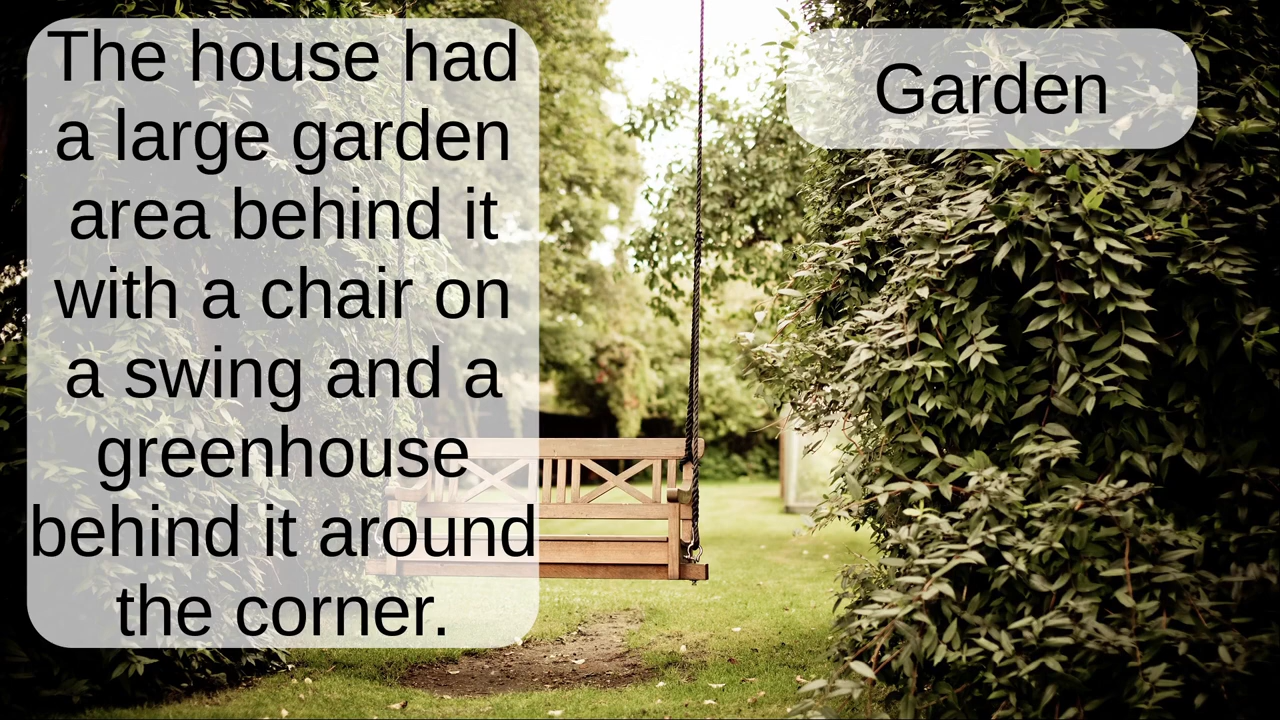 The house had
a large garden
area behind it
with a chair on
a swing and a
greenhouse
behind it around
the corner.
Garden